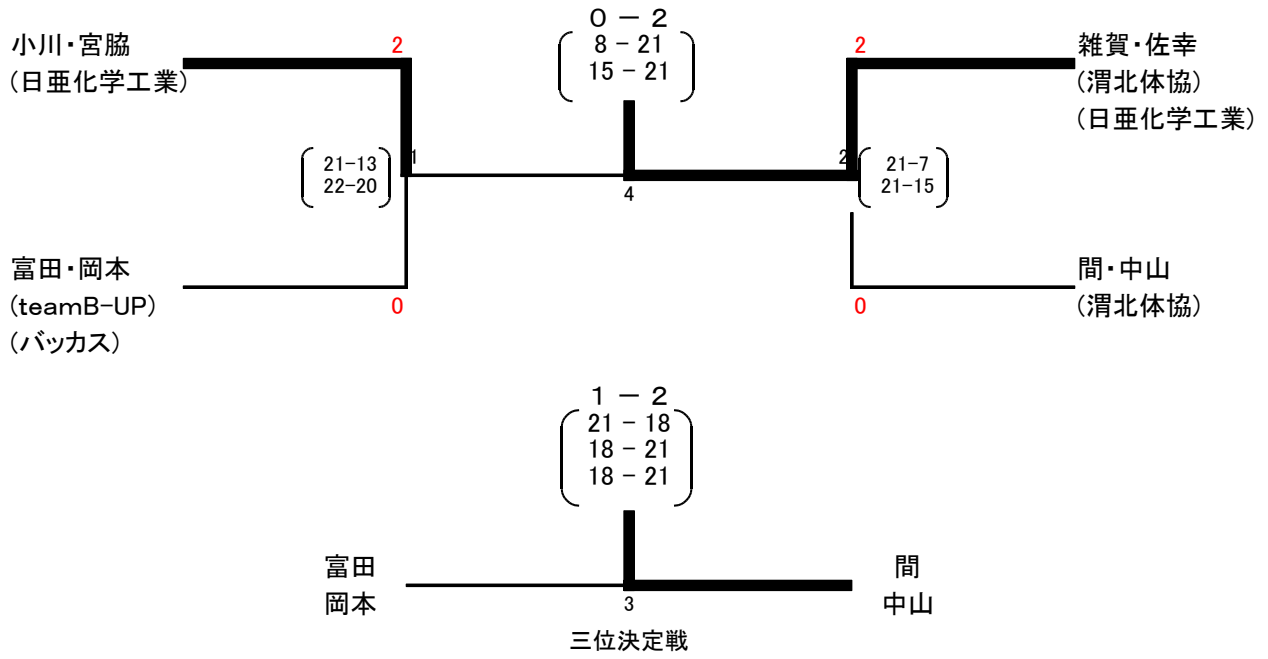 小川・宮脇
(日亜化学工業)
2
0 － 2
8 － 21
15 － 21
2
雑賀・佐幸
(渭北体協)
(日亜化学工業)
21－13
22－20
1
4
2
21－7
21－15
富田・岡本
(teamB-UP)
(バッカス)
0
0
間・中山
(渭北体協)
1 － 2
21 － 18
18 － 21
18 － 21
富田
岡本
3
間
中山
三位決定戦